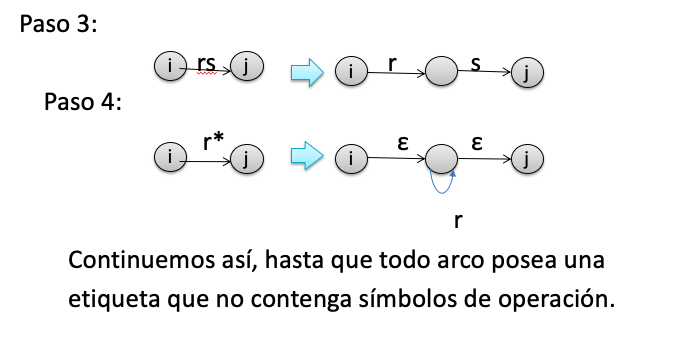 Paso 3:
i rs j i r s j
Paso 4:
i r* j i ε ε j
r
Continuemos así, hasta que todo arco posea una
etiqueta que no contenga símbolos de operación.